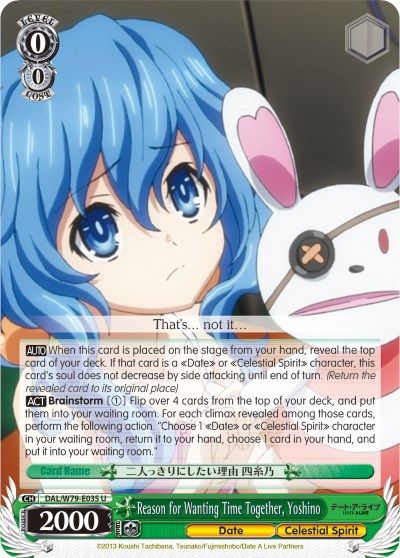 LEVEL
0
0
COST
That's... not it...
AUTO When this card is placed on the stage from your hand, reveal the top
card of your deck. If that card is a «Date» or «Celestial Spirit» character, this
card's soul does not decrease by side attacking until end of turn. (Return the
revealed card to its original place)
ACT Brainstorm [①] Flip over 4 cards from the top of your deck, and put
them into your waiting room. For each climax revealed among those cards,
perform the following action. "Choose 1 «Date» or «Celestial Spirit» character
in your waiting room, return it to your hand, choose 1 card in your hand, and
put it into your waiting room."
Card Name 二人っきりにしたい理由 四糸乃
CD DAL/W79-E035 U
Reason for Wanting Time Together, Yoshino
デート・ア・ライブ
DATE A LIVE
POWER 2000
Date Celestial Spirit
©2013 Koushi Tachibana, Tsunako/Fujimishobo/Date A Live Partners